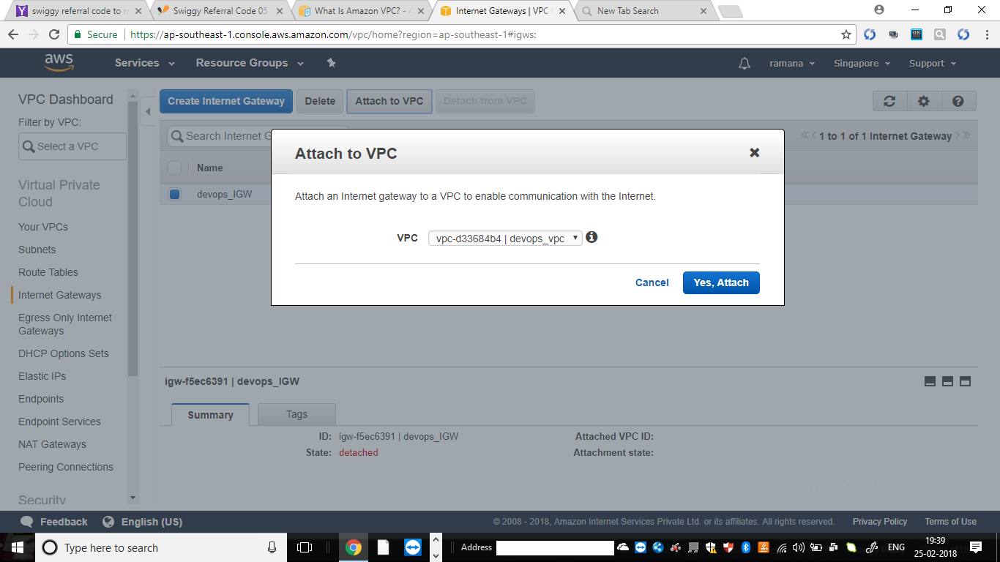 swiggy referral code to r
Swiggy Referral Code 05
What Is Amazon VPC? - A
Internet Gateways | VPC
New Tab Search
Secure
https://ap-southeast-1.console.aws.amazon.com/vpc/home?region=ap-southeast-1#igws:
aws
Services
Resource Groups
ramana
Singapore
Support
VPC Dashboard
Filter by VPC:
Select a VPC
Virtual Private
Cloud
Your VPCs
Subnets
Route Tables
Internet Gateways
Egress Only Internet
Gateways
DHCP Options Sets
Elastic IPs
Endpoints
Endpoint Services
NAT Gateways
Peering Connections
Security
Create Internet Gateway
Delete
Attach to VPC
Detach from VPC
Search Internet G
1 to 1 of 1 Internet Gateway
Name
devops_IGW
Attach to VPC
Attach an Internet gateway to a VPC to enable communication with the Internet.
VPC
vpc-d33684b4 | devops_vpc
Cancel
Yes, Attach
igw-f5ec6391 | devops_IGW
Summary
Tags
ID: igw-f5ec6391 | devops_IGW
Attached VPC ID:
State: detached
Attachment state:
Feedback
English (US)
© 2008 - 2018, Amazon Internet Services Private Ltd. or its affiliates. All rights reserved.
Privacy Policy
Terms of Use
Type here to search
Address
ENG
19:39
25-02-2018